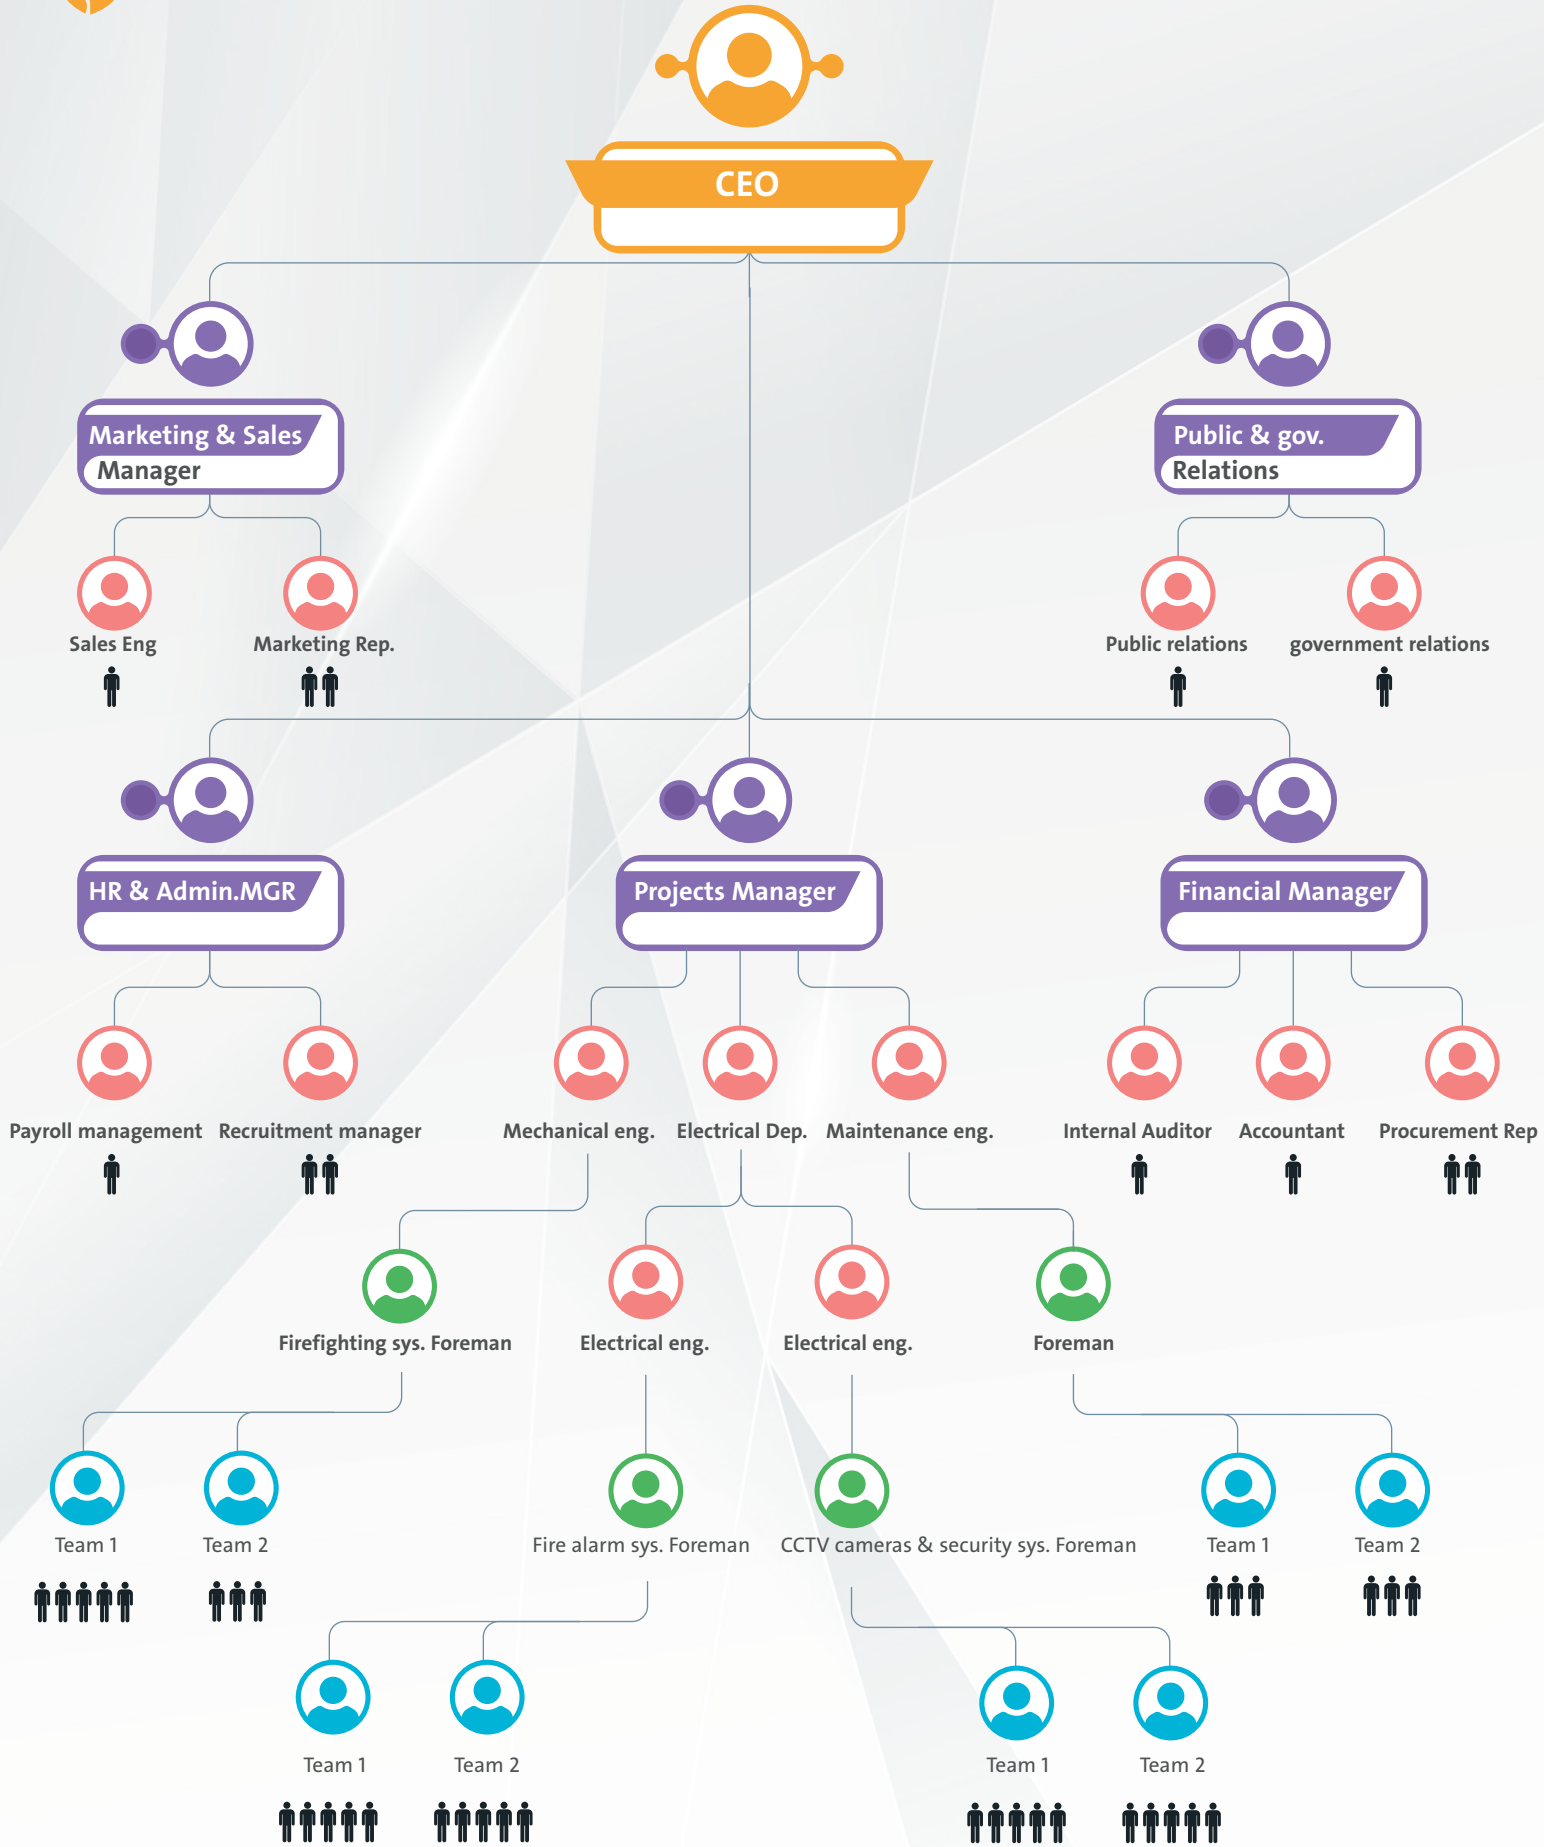 CEO
Marketing & Sales
Manager
Public & gov.
Relations
Sales Eng
Marketing Rep.
Public relations
government relations
HR & Admin.MGR
Projects Manager
Financial Manager
Payroll management
Recruitment manager
Mechanical eng.
Electrical Dep.
Maintenance eng.
Internal Auditor
Accountant
Procurement Rep
Firefighting sys. Foreman
Electrical eng.
Electrical eng.
Foreman
Team 1
Team 2
Fire alarm sys. Foreman
CCTV cameras & security sys. Foreman
Team 1
Team 2
Team 1
Team 2
Team 1
Team 2